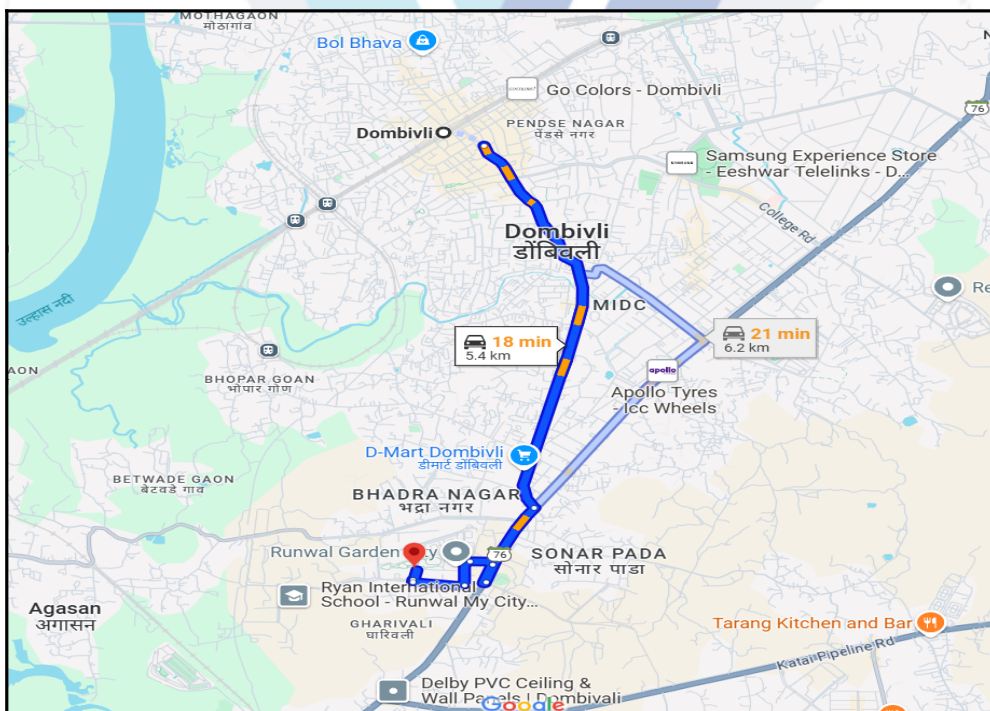 MOTHAGAON
मोठागांव
Bol Bhava
Go Colors - Dombivli
76
Dombivli
PENDSE NAGAR
पेंडसे नगर
Samsung Experience Store
- Eeshwar Telelinks - D...
College Rd
Dombivli
डोंबिवली
उल्हास नदी
MIDC
Re
18 min
5.4 km
21 min
6.2 km
AON
BHOPAR GOAN
भोपार गोण
apollo
Apollo Tyres
- Icc Wheels
D-Mart Dombivli
डीमार्ट डोंबिवली
BETWADE GAON
बेटवडे गाव
BHADRA NAGAR
भद्रा नगर
Runwal Garden City
76
SONAR PADA
सोनार पाडा
Ryan International
School - Runwal My City...
Agasan
अगासन
GHARIVALI
घारिवली
Tarang Kitchen and Bar
Katai Pipeline Rd
Delby PVC Ceiling &
Wall Panels | Dombivali
Google